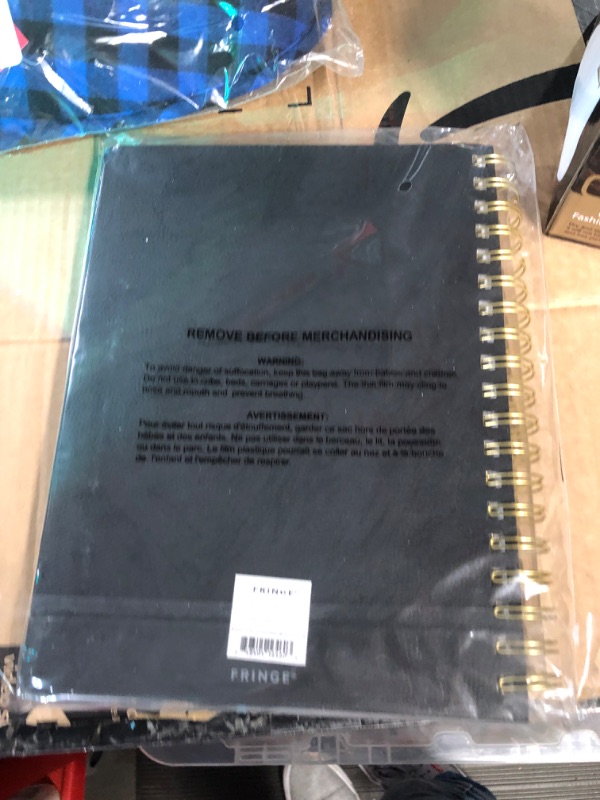 REMOVE BEFORE MERCHANDISING
WARNING:
To avoid danger of suffocation, keep this bag away from babies and children.
Do not use in cribs, beds, carriages or playpens. The thin film may cling to
nose and mouth and prevent breathing.
AVERTISSEMENT:
Pour éviter tout risque d'étouffement, garder ce sac hors de portée des
bébés et des enfants. Ne pas utiliser dans le berceau, le lit, la poussette
ou dans le parc. Le film plastique pourrait se coller au nez et à la bouche
de l'enfant et l'empêcher de respirer.
FRINGE
FRINGE
Fashi